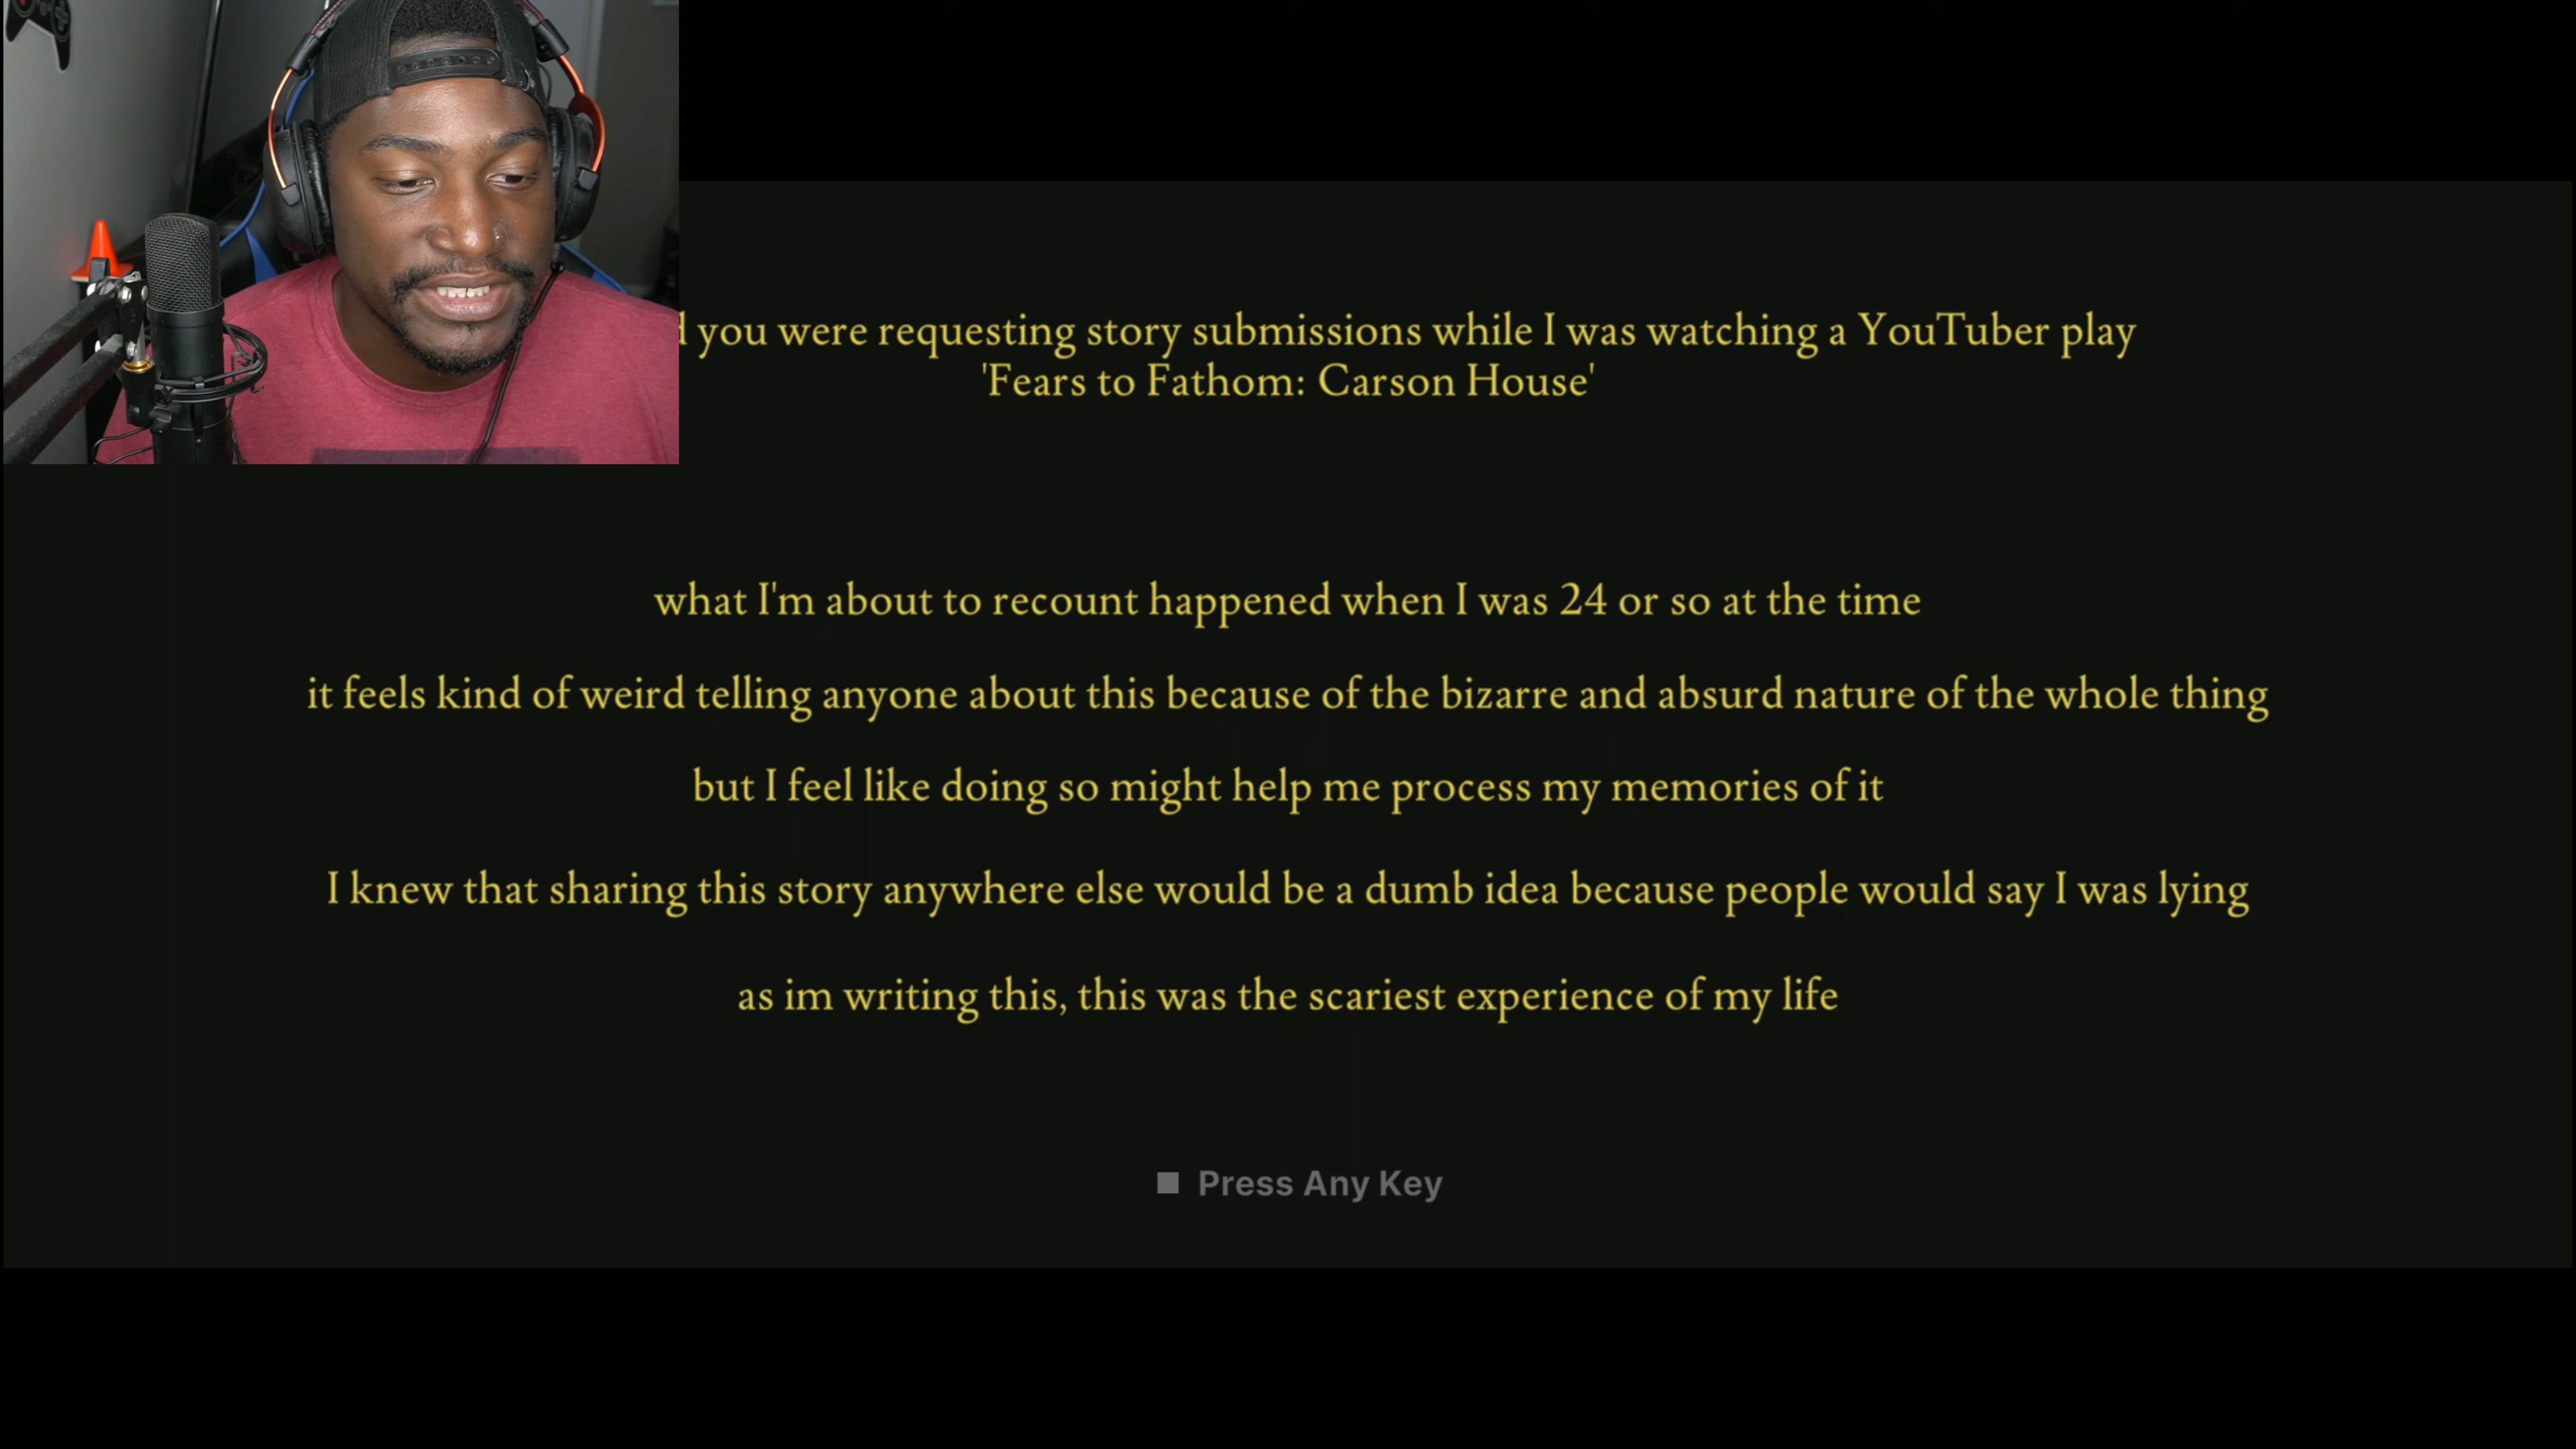 you were requesting story submissions while I was watching a YouTuber play
'Fears to Fathom: Carson House'
what I'm about to recount happened when I was 24 or so at the time
it feels kind of weird telling anyone about this because of the bizarre and absurd nature of the whole thing
but I feel like doing so might help me process my memories of it
I knew that sharing this story anywhere else would be a dumb idea because people would say I was lying
as im writing this, this was the scariest experience of my life
Press Any Key